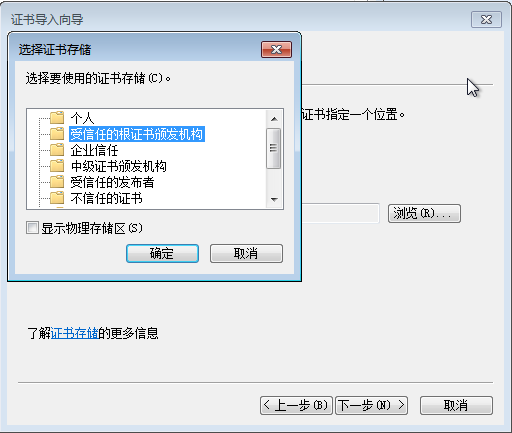 证书导入向导
选择证书存储
选择要使用的证书存储(C)。
个人
受信任的根证书颁发机构
企业信任
中级证书颁发机构
受信任的发布者
不信任的证书
显示物理存储区(S)
确定
取消
证书指定一个位置。
浏览(R)...
了解证书存储的更多信息
< 上一步(B)
下一步(N) >
取消